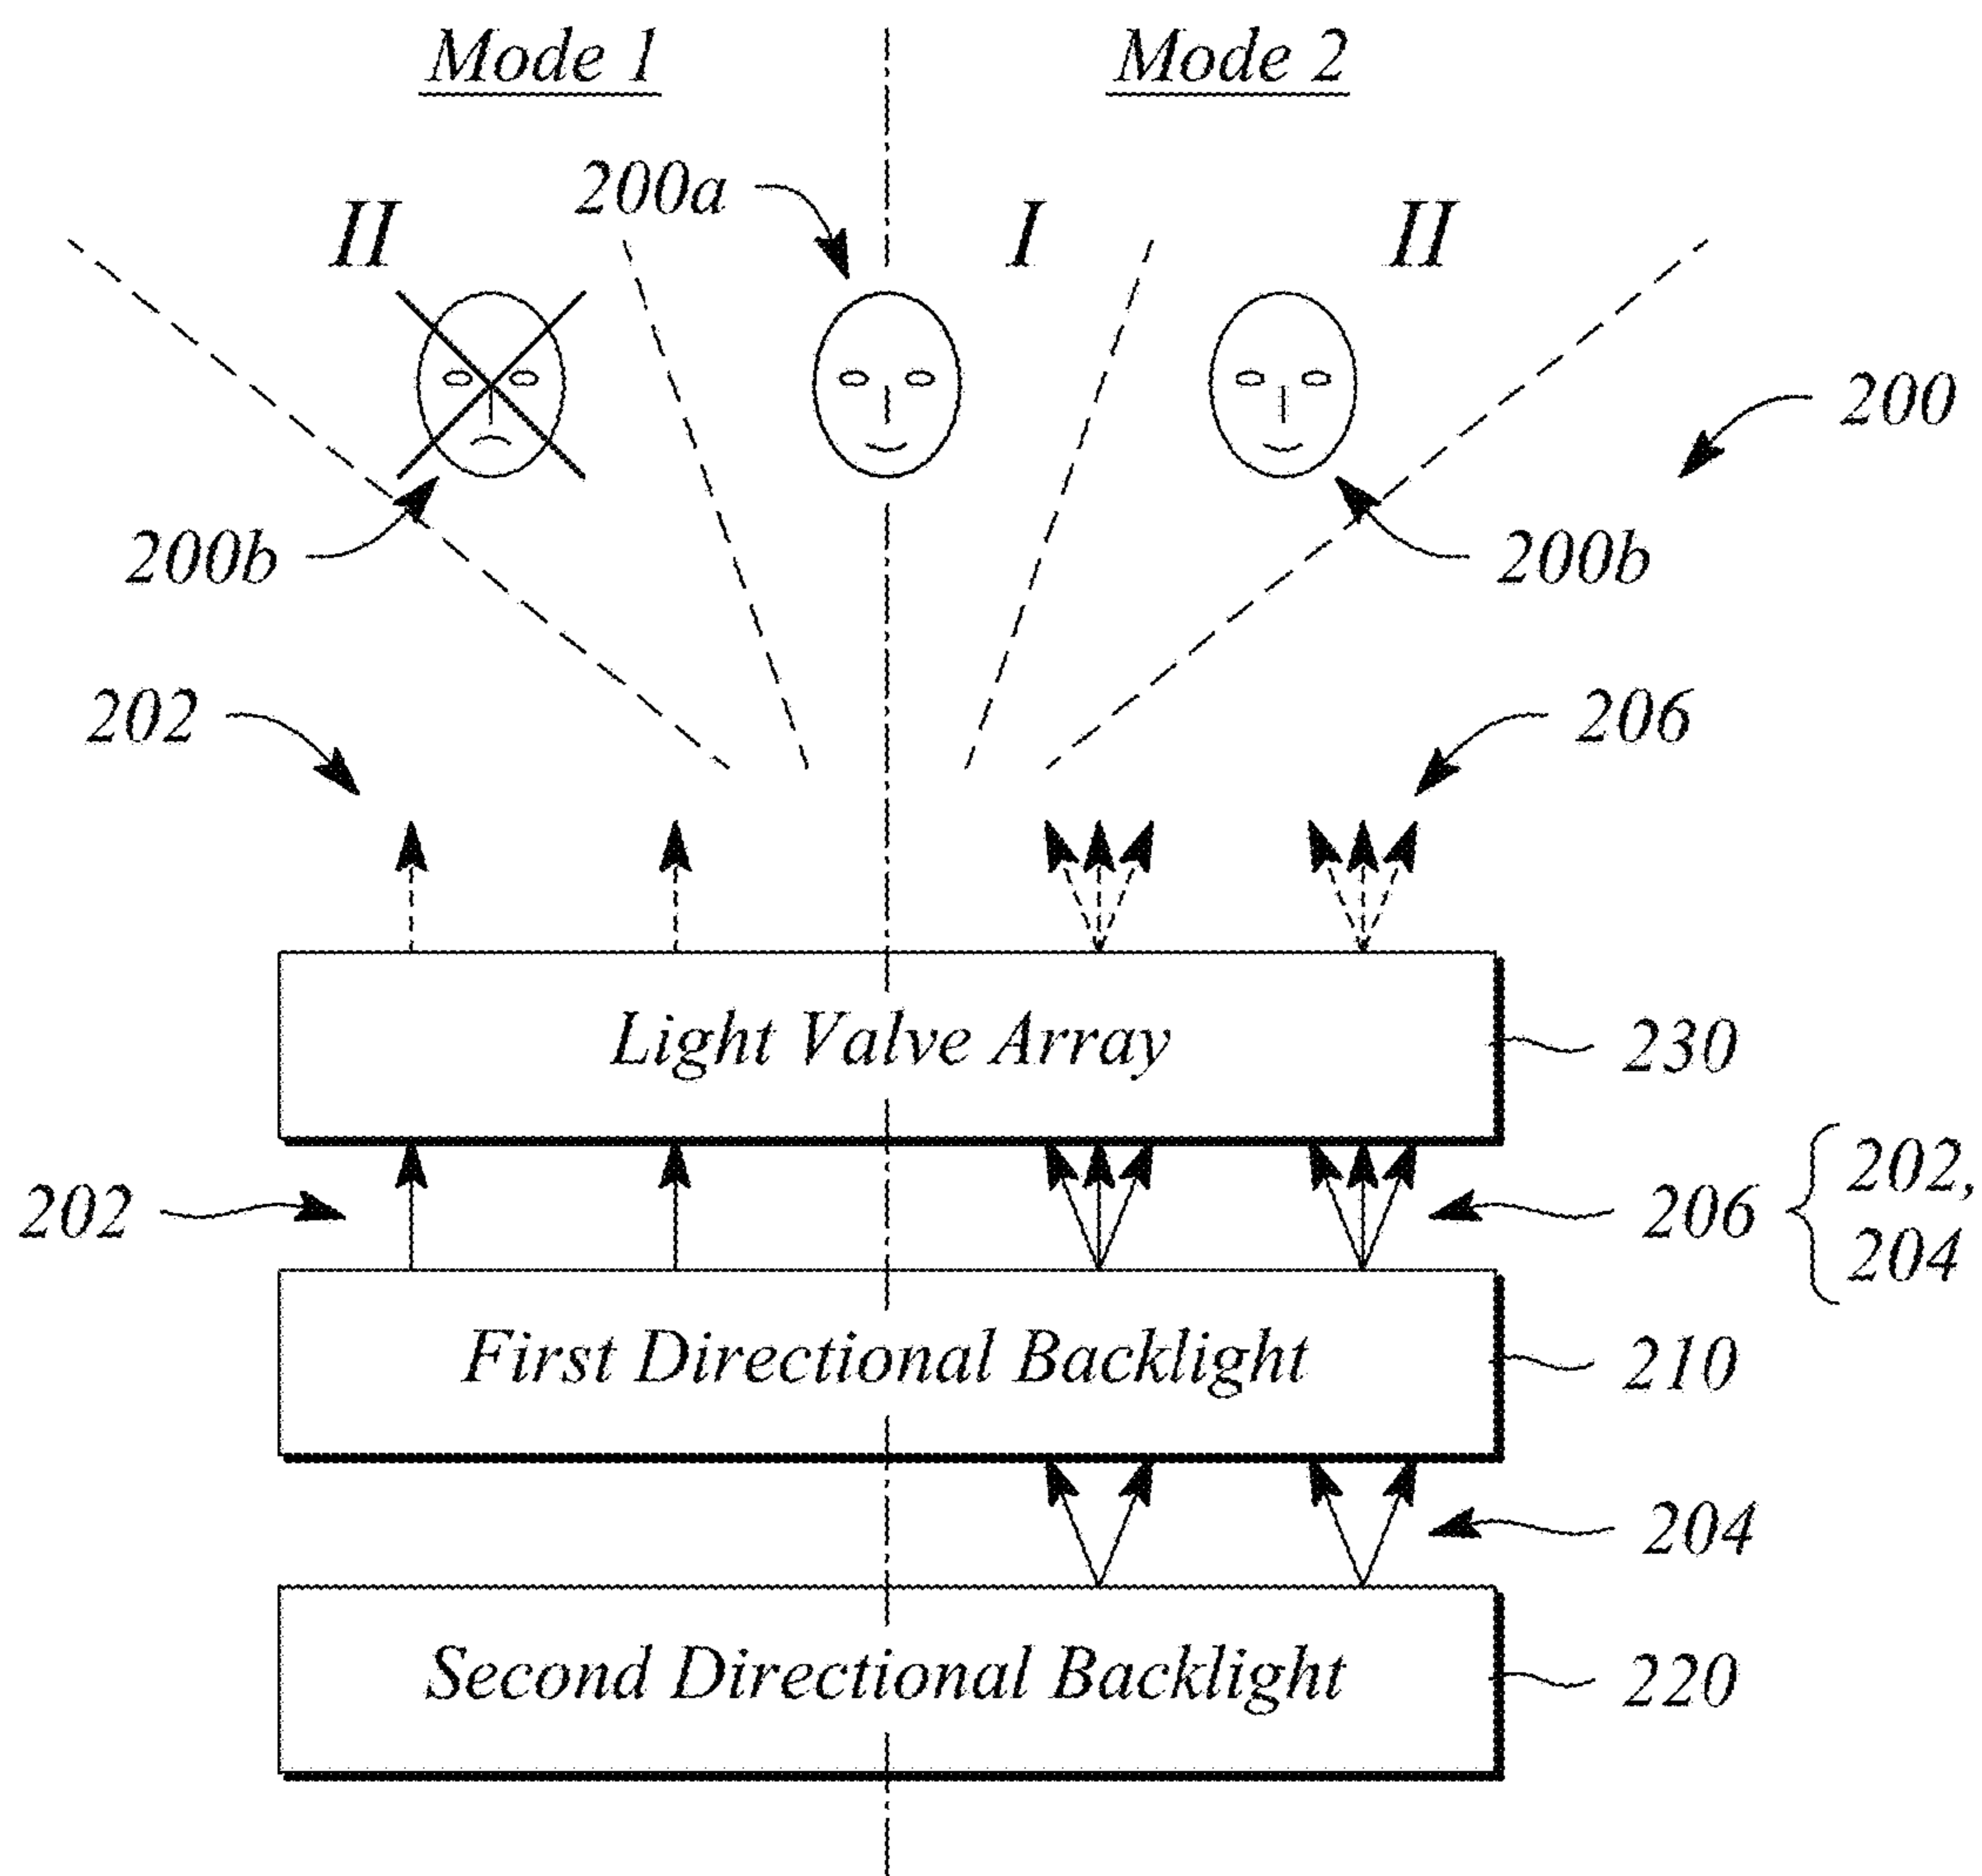 Mode 1 Mode 2
200a
II I II
200
200b 200b
202 206
Light Valve Array 230
202 206 { 202,
204
First Directional Backlight 210
204
Second Directional Backlight 220